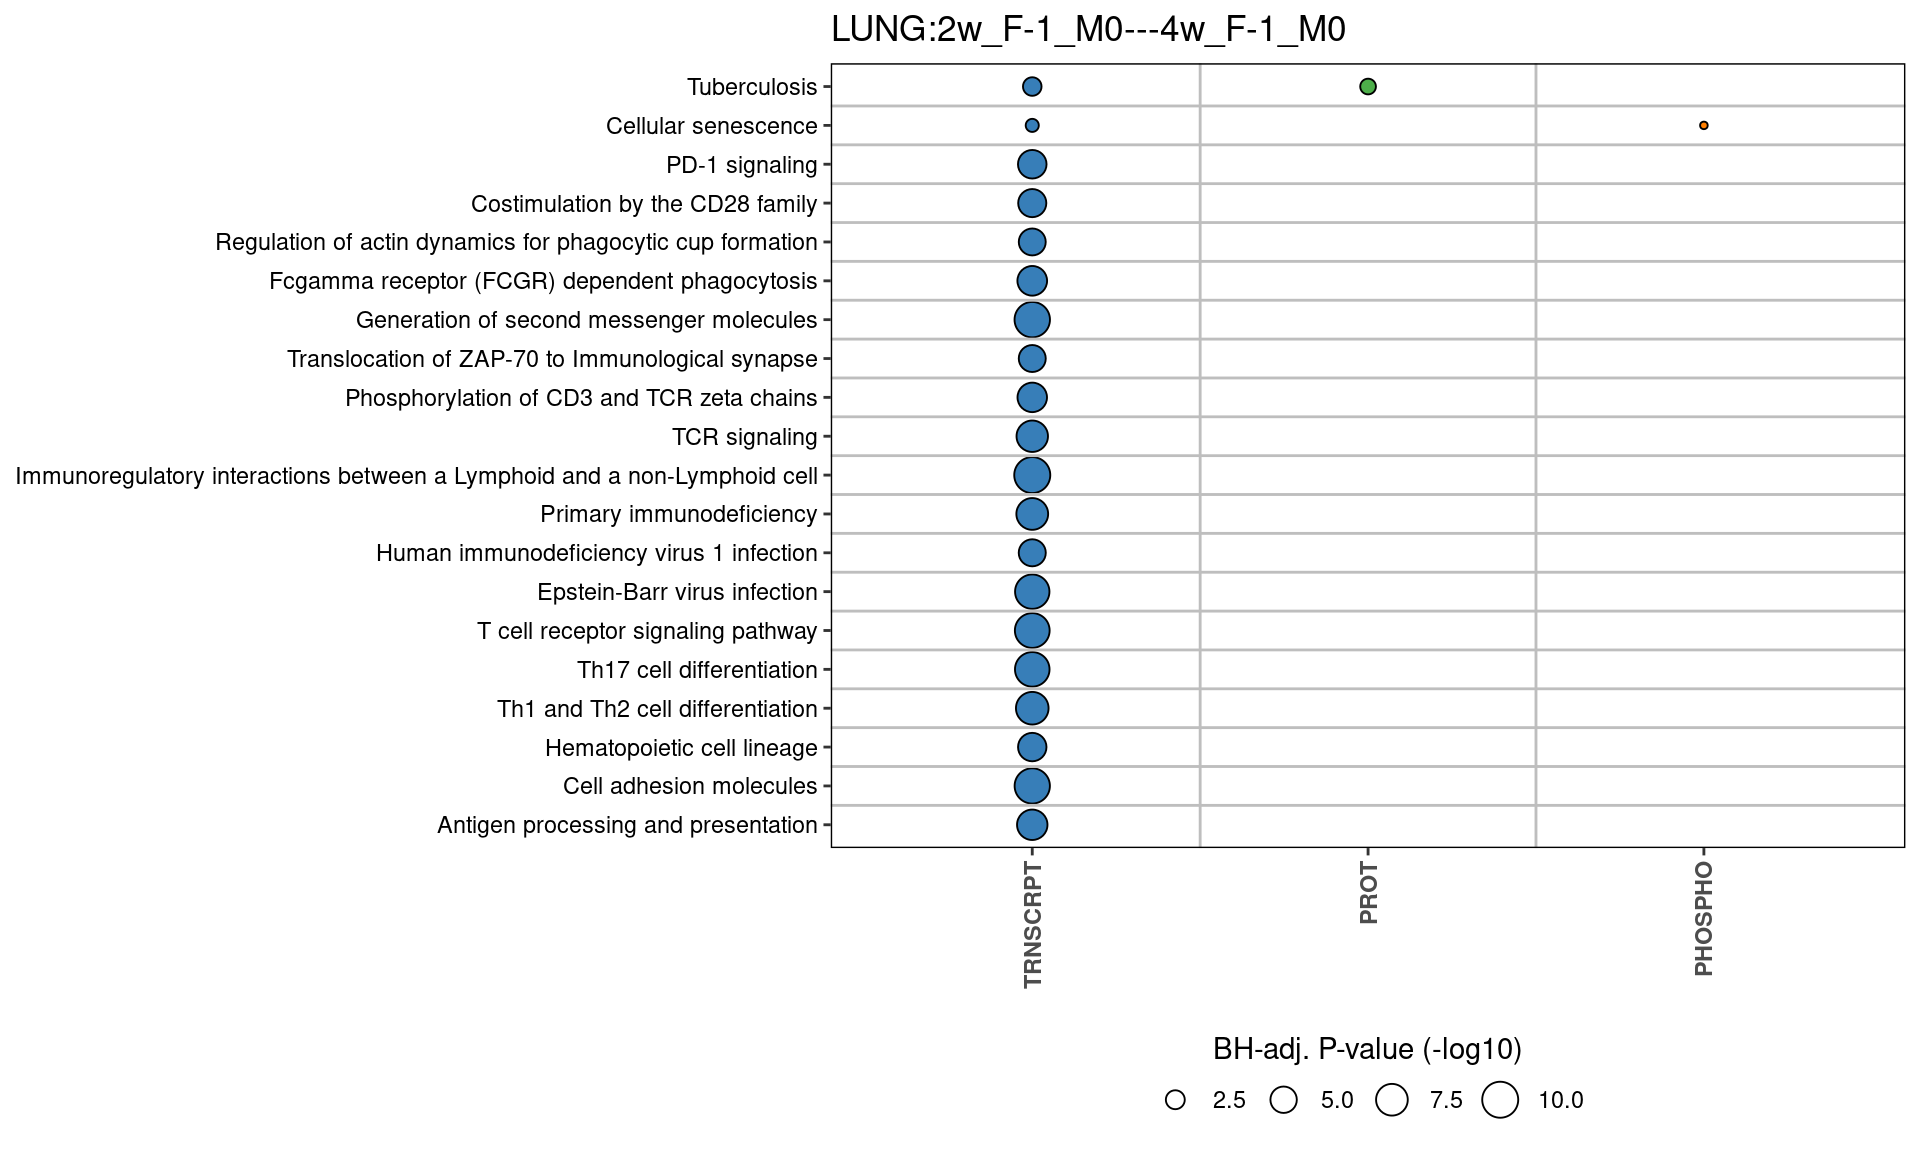 LUNG:2w_F-1_M0---4w_F-1_M0
Tuberculosis
Cellular senescence
PD-1 signaling
Costimulation by the CD28 family
Regulation of actin dynamics for phagocytic cup formation
Fcgamma receptor (FCGR) dependent phagocytosis
Generation of second messenger molecules
Translocation of ZAP-70 to Immunological synapse
Phosphorylation of CD3 and TCR zeta chains
TCR signaling
Immunoregulatory interactions between a Lymphoid and a non-Lymphoid cell
Primary immunodeficiency
Human immunodeficiency virus 1 infection
Epstein-Barr virus infection
T cell receptor signaling pathway
Th17 cell differentiation
Th1 and Th2 cell differentiation
Hematopoietic cell lineage
Cell adhesion molecules
Antigen processing and presentation
TRNSCRPT
PROT
PHOSPHO
BH-adj. P-value (-log10)
2.5 5.0 7.5 10.0